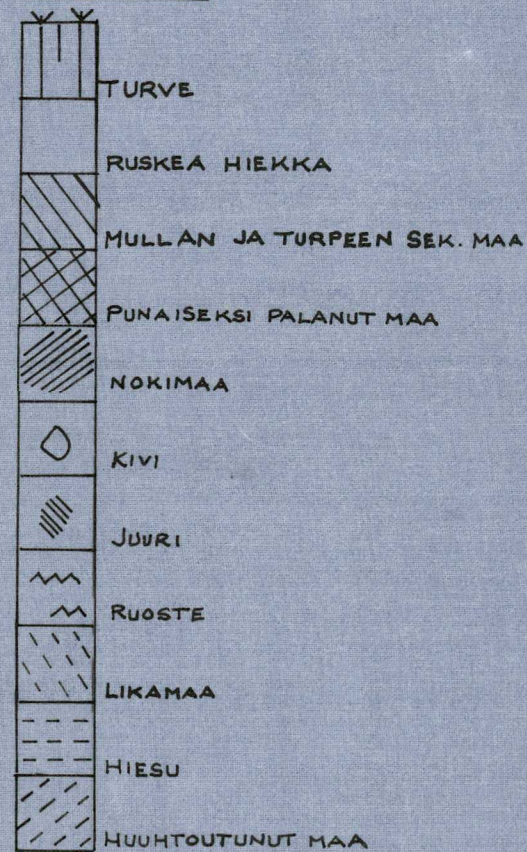 TURVE
RUSKEA HIEKKA
MULLAN JA TURPEEN SEK. MAA
PUNAISEKSI PALANUT MAA
NOKIMAA
KIVI
JUURI
RUOSTE
LIKAMAA
HIESU
HUUHTOUTUNUT MAA